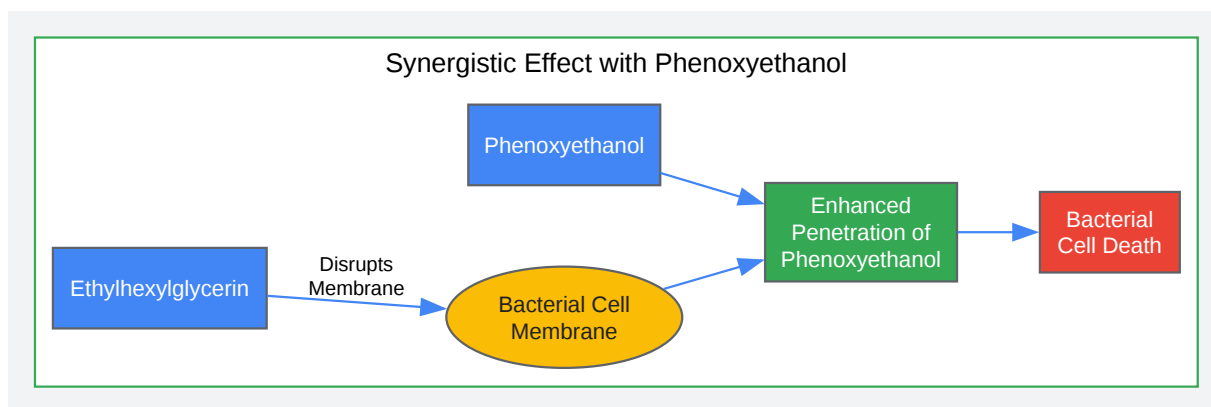 Synergistic Effect with Phenoxyethanol
Phenoxyethanol
Enhanced
Penetration of
Phenoxyethanol
Bacterial
Cell Death
Ethylhexylglycerin
Disrupts
Membrane
Bacterial Cell
Membrane